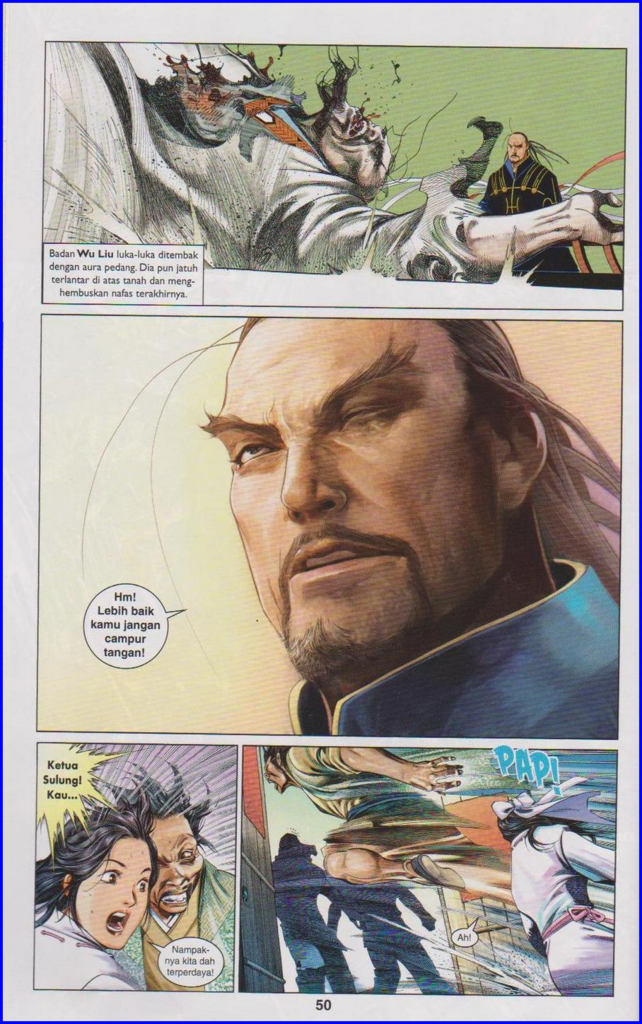 Badan Wu Liu luka-luka ditembak
dengan aura pedang. Dia pun jatuh
terlantar di atas tanah dan meng-
hembuskan nafas terakhirnya.
Hm!
Lebih baik
kamu jangan
campur
tangan!
Ketua
Sulung!
Kau...
Nampak-
nya kita dah
terperdaya!
PAP!
Ah!
50